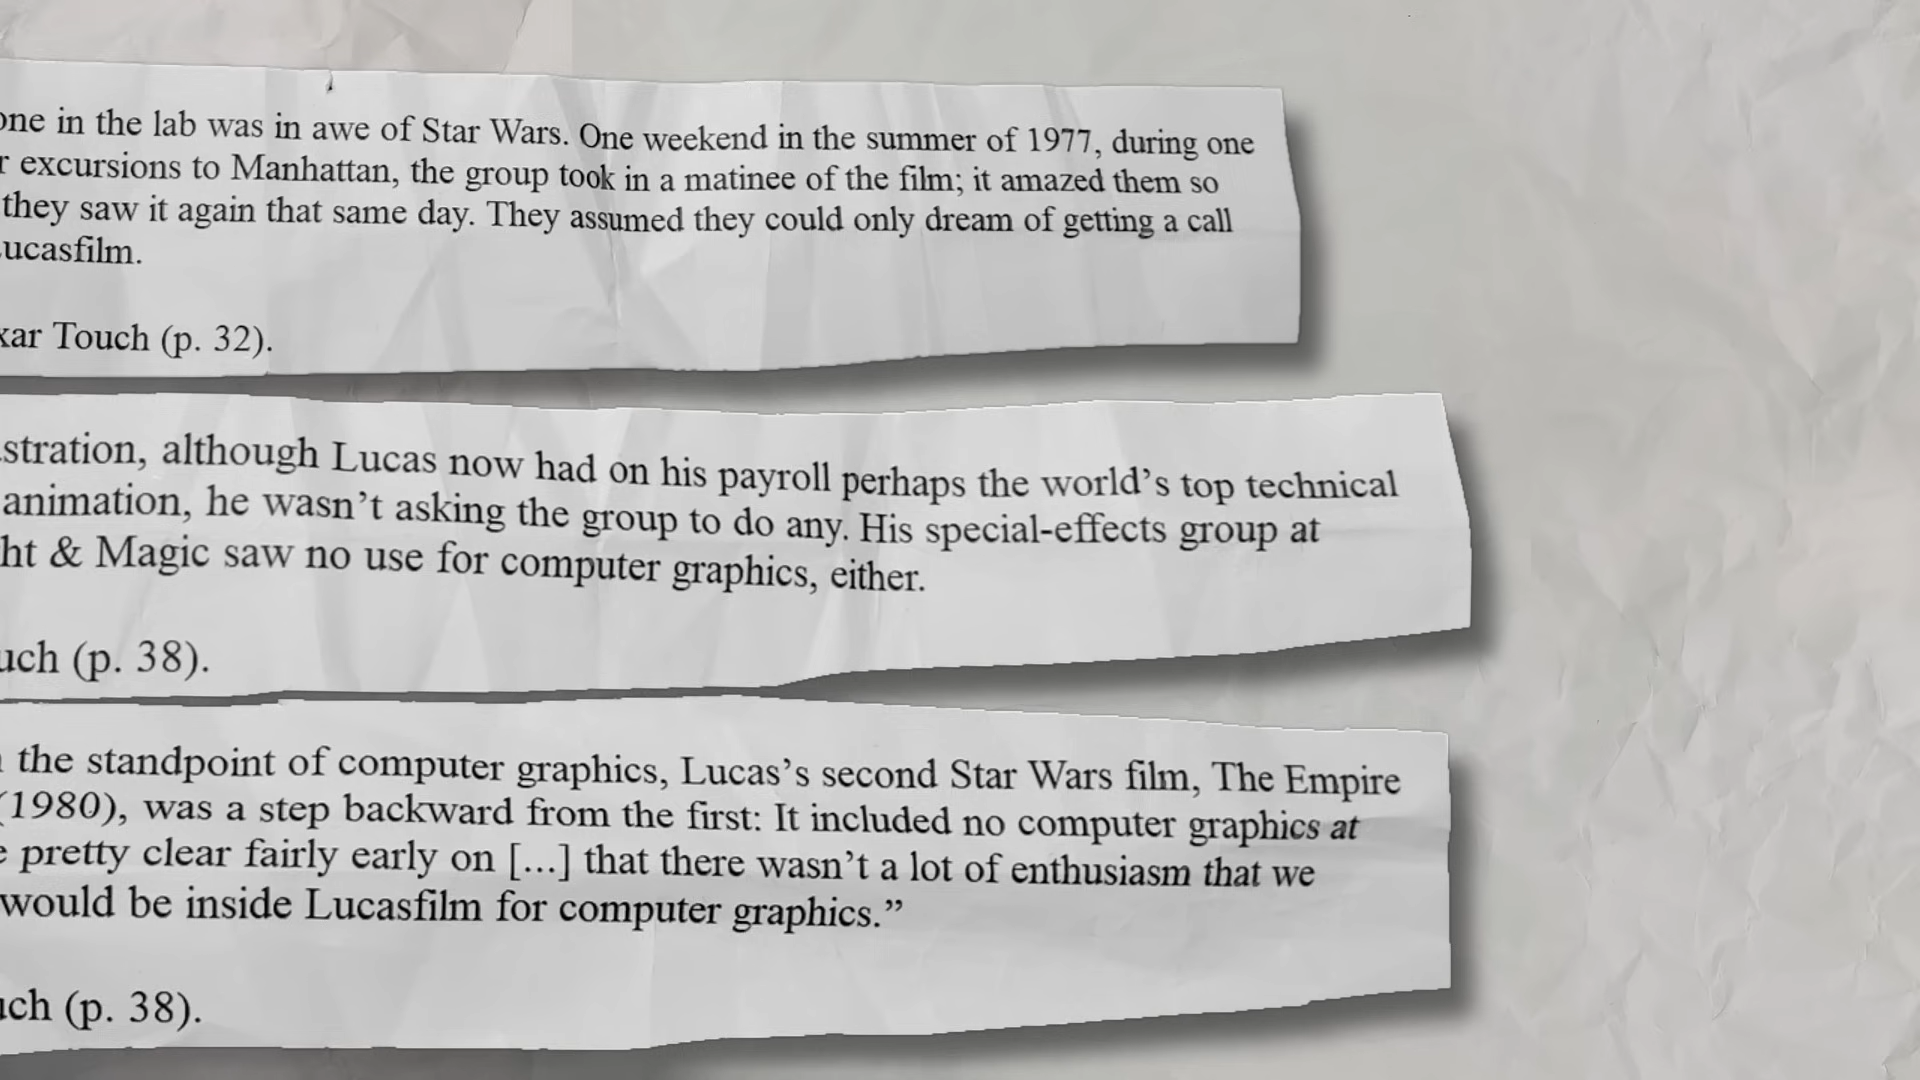 one in the lab was in awe of Star Wars. One weekend in the summer of 1977, during one
excursions to Manhattan, the group took in a matinee of the film; it amazed them so
they saw it again that same day. They assumed they could only dream of getting a call
ucasfilm.
xar Touch (p. 32).
stration, although Lucas now had on his payroll perhaps the world's top technical
animation, he wasn't asking the group to do any. His special-effects group at
ht & Magic saw no use for computer graphics, either.
uch (p. 38).
the standpoint of computer graphics, Lucas's second Star Wars film, The Empire
(1980), was a step backward from the first: It included no computer graphics at
e pretty clear fairly early on [...] that there wasn't a lot of enthusiasm that we
would be inside Lucasfilm for computer graphics.”
uch (p. 38).